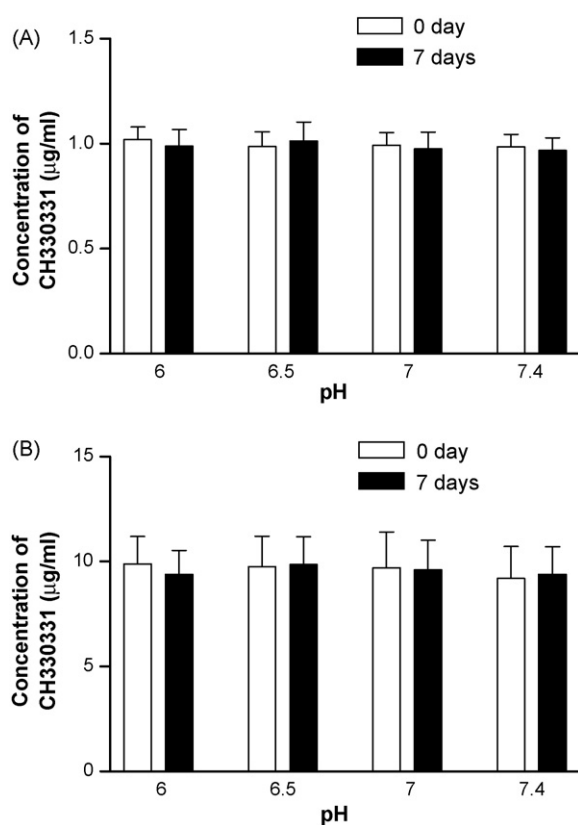 (A)
0 day
7 days
Concentration of
CH330331 (μg/ml)
1.5
1.0
0.5
0.0
6 6.5 7 7.4
pH
(B)
0 day
7 days
Concentration of
CH330331 (μg/ml)
15
10
5
0
6 6.5 7 7.4
pH